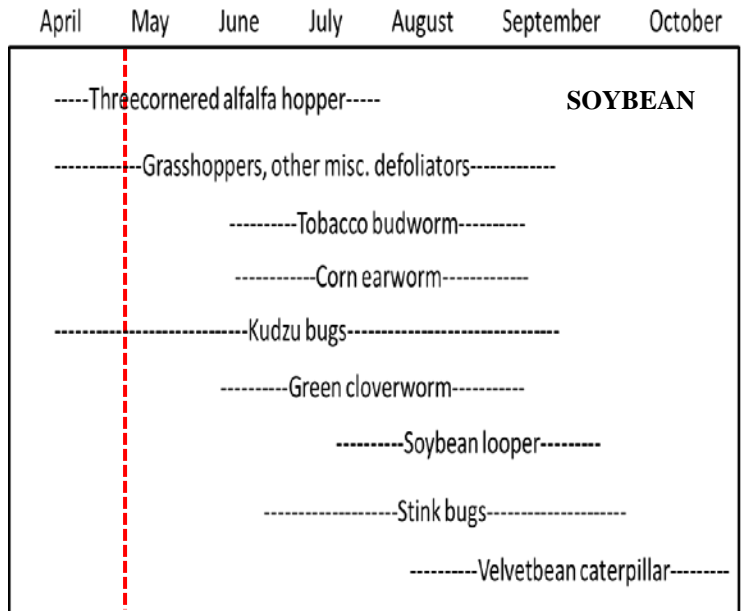 April May June July August September October
-----Threecornered alfalfa hopper----- SOYBEAN
-------------Grasshoppers, other misc. defoliators-------------
----------Tobacco budworm----------
------------Corn earworm-------------
-----------------------------Kudzu bugs--------------------------------
----------Green cloverworm-----------
----------Soybean looper---------
--------------------Stink bugs---------------------
----------Velvetbean caterpillar---------